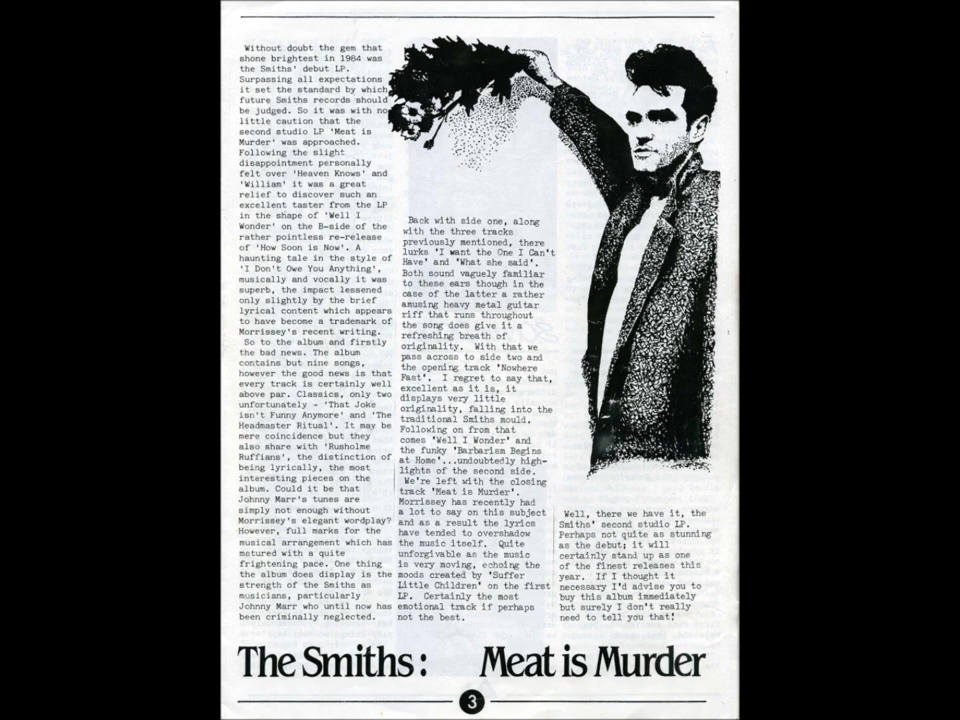 Without doubt the gem that
shone brightest in 1984 was
the Smiths' debut LP.
Surpassing all expectations
it set the standard by which
future Smiths records should
be judged. So it was with no
little caution that the
second studio LP 'Meat is
Murder' was approached.
Following the slight
disappointment personally
felt over 'Heaven Knows' and
'William' it was a great
relief to discover such an
excellent taster from the LP
in the shape of 'Well I
Wonder' on the B-side of the
rather pointless re-release
of 'How Soon is Now'. A
haunting tale in the style of
'I Don't Owe You Anything',
musically and vocally it was
superb, the impact lessened
only slightly by the brief
lyrical content which appears
to have become a trademark of
Morrissey's recent writing.
So to the album and firstly
the bad news. The album
contains but nine songs,
however the good news is that
every track is certainly well
above par. Classics, only two
unfortunately - 'That Joke
isn't Funny Anymore' and 'The
Headmaster Ritual'. It may be
mere coincidence but they
also share with 'Rusholme
Ruffians', the distinction of
being lyrically, the most
interesting pieces on the
album. Could it be that
Johnny Marr's tunes are
simply not enough without
Morrissey's elegant wordplay?
However, full marks for the
musical arrangement which has
matured with a quite
frightening pace. One thing
the album does display is the
strength of the Smiths as
musicians, particularly
Johnny Marr who until now has
been criminally neglected.
Back with side one, along
with the three tracks
previously mentioned, there
lurks 'I want the One I Can't
Have' and 'What she said'.
Both sound vaguely familiar
to these ears though in the
case of the latter a rather
amusing heavy metal guitar
riff that runs throughout
the song does give it a
refreshing breath of
originality. With that we
pass across to side two and
the opening track 'Nowhere
Fast'. I regret to say that,
excellent as it is, it
displays very little
originality, falling into the
traditional Smiths mould.
Following on from that
comes 'Well I Wonder' and
the funky 'Barbarism Begins
at Home'...undoubtedly high-
lights of the second side.
We're left with the closing
track 'Meat is Murder'.
Morrissey has recently had
a lot to say on this subject
and as a result the lyrics
have tended to overshadow
the music itself. Quite
unforgivable as the music
is very moving, echoing the
moods created by 'Suffer
Little Children' on the first
LP. Certainly the most
emotional track if perhaps
not the best.
Well, there we have it, the
Smiths' second studio LP.
Perhaps not quite as stunning
as the debut; it will
certainly stand up as one
of the finest releases this
year. If I thought it
necessary I'd advise you to
buy this album immediately
but surely I don't really
need to tell you that!
The Smiths: Meat is Murder
3